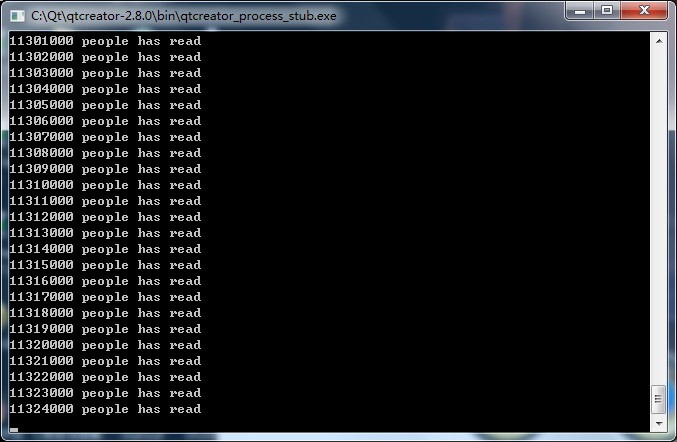 C:\Qt\qtcreator-2.8.0\bin\qtcreator_process_stub.exe
11301000 people has read
11302000 people has read
11303000 people has read
11304000 people has read
11305000 people has read
11306000 people has read
11307000 people has read
11308000 people has read
11309000 people has read
11310000 people has read
11311000 people has read
11312000 people has read
11313000 people has read
11314000 people has read
11315000 people has read
11316000 people has read
11317000 people has read
11318000 people has read
11319000 people has read
11320000 people has read
11321000 people has read
11322000 people has read
11323000 people has read
11324000 people has read